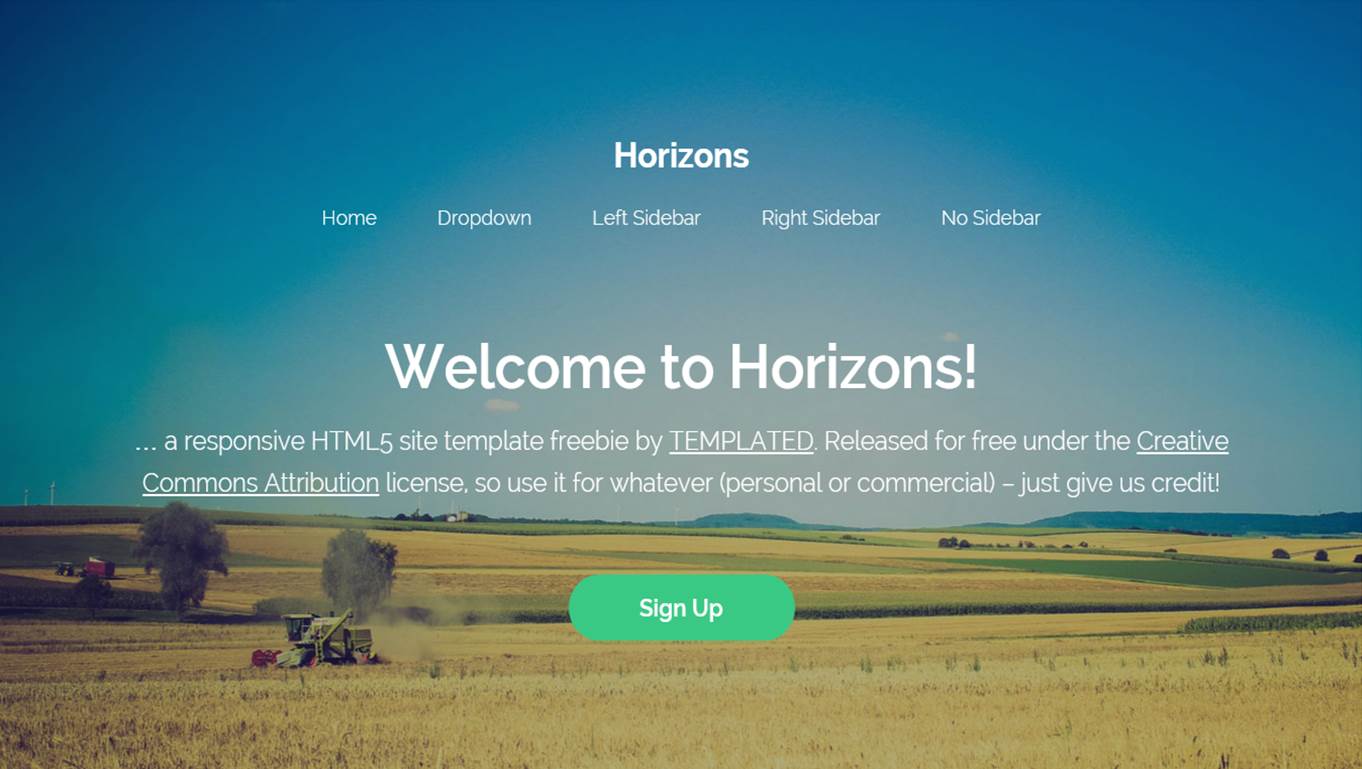 Horizons
Home Dropdown Left Sidebar Right Sidebar No Sidebar
Welcome to Horizons!
... a responsive HTML5 site template freebie by TEMPLATED. Released for free under the Creative
Commons Attribution license, so use it for whatever (personal or commercial) – just give us credit!
Sign Up